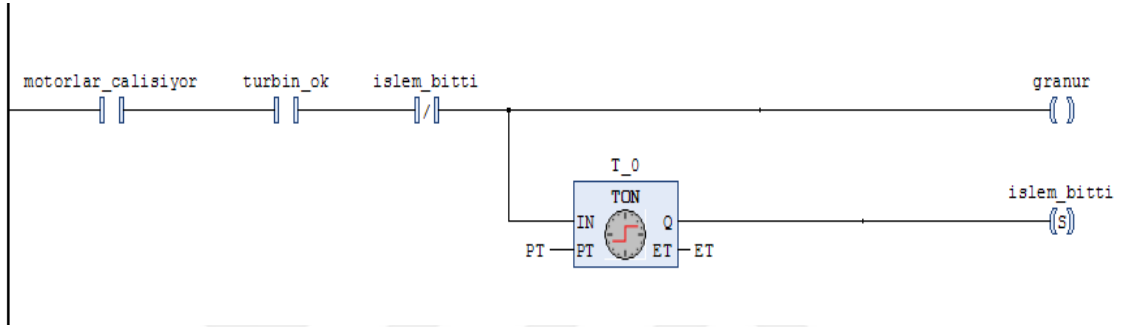 motorlar_calisiyor turbin_ok islem_bitti granur
T_0
TON
islem_bitti
IN Q S
PT PT ET ET